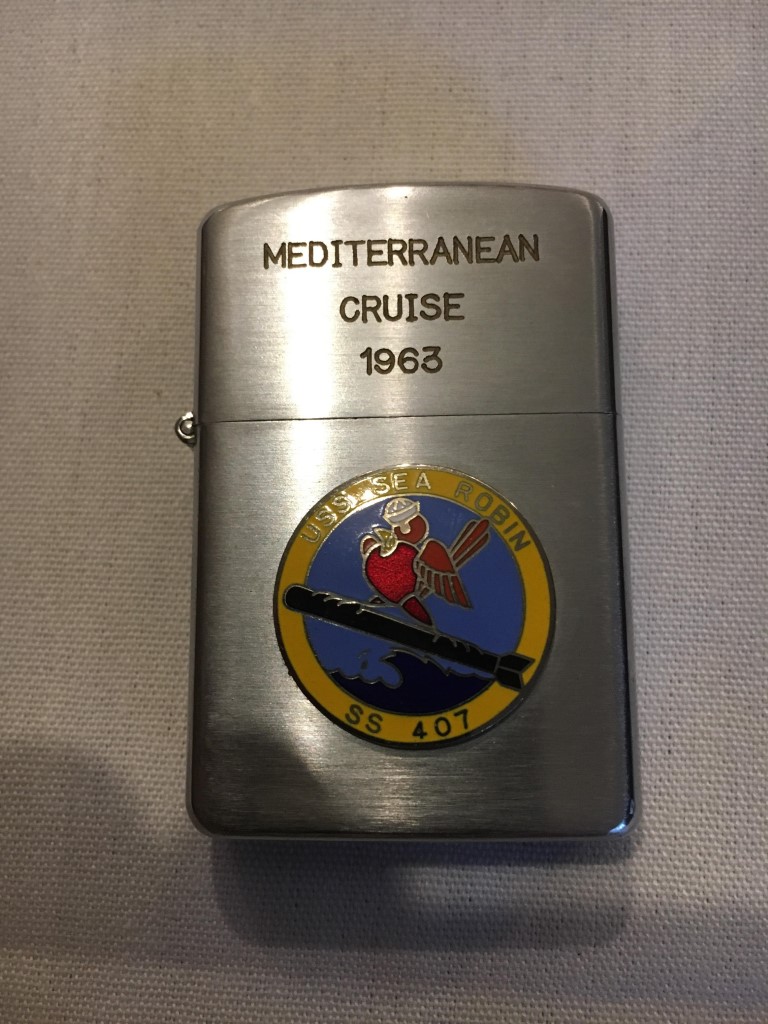 MEDITERRANEAN
CRUISE
1963
USS SEA ROBIN
SS 407